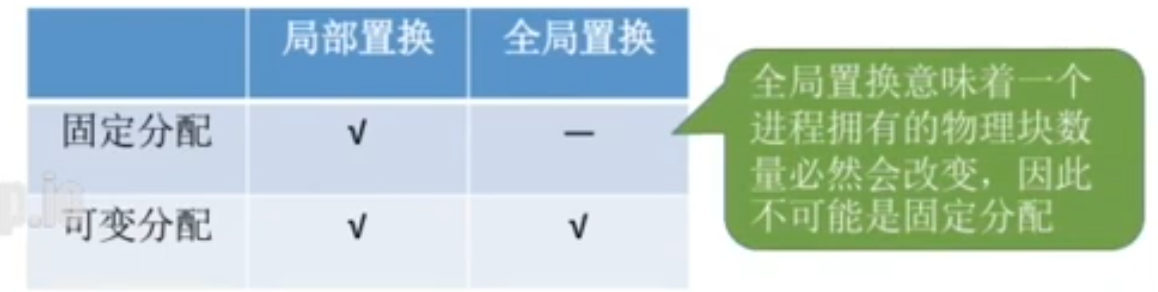 局部置换 全局置换
固定分配 √ —
可变分配 √ √
全局置换意味着一个
进程拥有的物理块数
量必然会改变，因此
不可能是固定分配